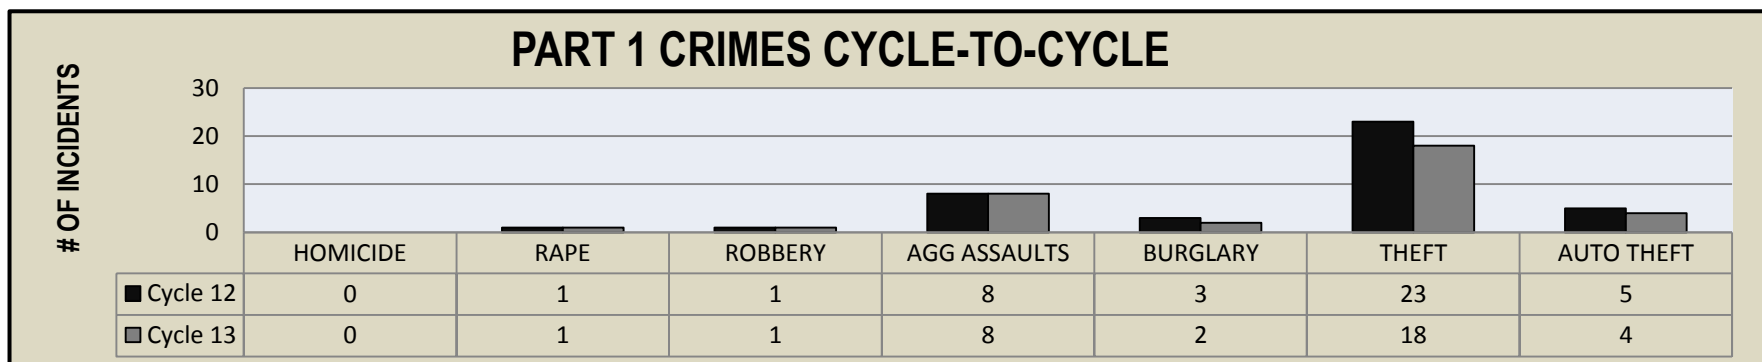 PART 1 CRIMES CYCLE-TO-CYCLE
# OF INCIDENTS
30
20
10
0
HOMICIDE RAPE ROBBERY AGG ASSAULTS BURGLARY THEFT AUTO THEFT
Cycle 12 0 1 1 8 3 23 5
Cycle 13 0 1 1 8 2 18 4